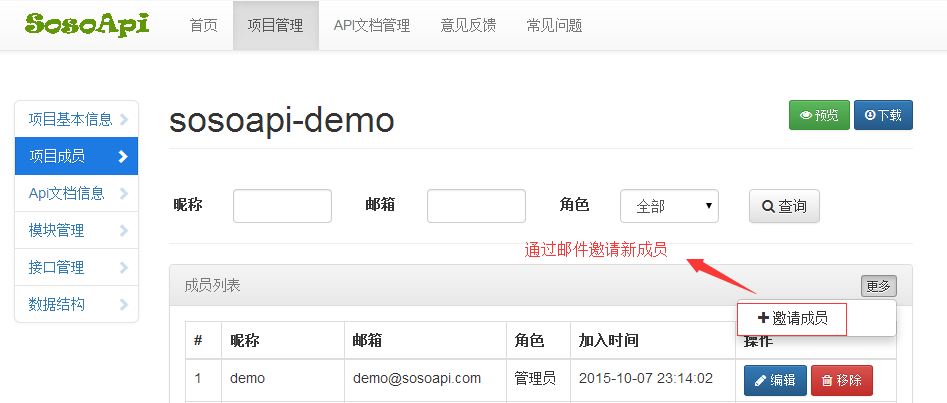 SosoApi 首页 项目管理 API文档管理 意见反馈 常见问题
项目基本信息
项目成员
Api文档信息
模块管理
接口管理
数据结构
sosoapi-demo 预览 下载
昵称 邮箱 角色 全部 查询
通过邮件邀请新成员
成员列表 更多
邀请成员
# 昵称 邮箱 角色 加入时间 操作
1 demo demo@sosoapi.com 管理员 2015-10-07 23:14:02 编辑 移除